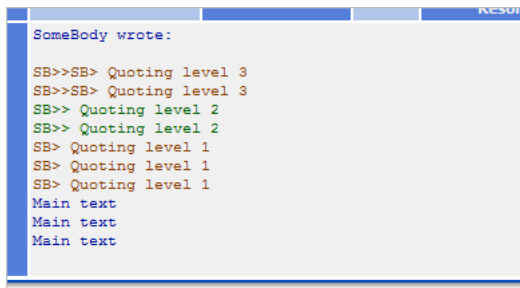 SomeBody wrote:
SB>>SB> Quoting level 3
SB>>SB> Quoting level 3
SB>> Quoting level 2
SB>> Quoting level 2
SB> Quoting level 1
SB> Quoting level 1
SB> Quoting level 1
Main text
Main text
Main text